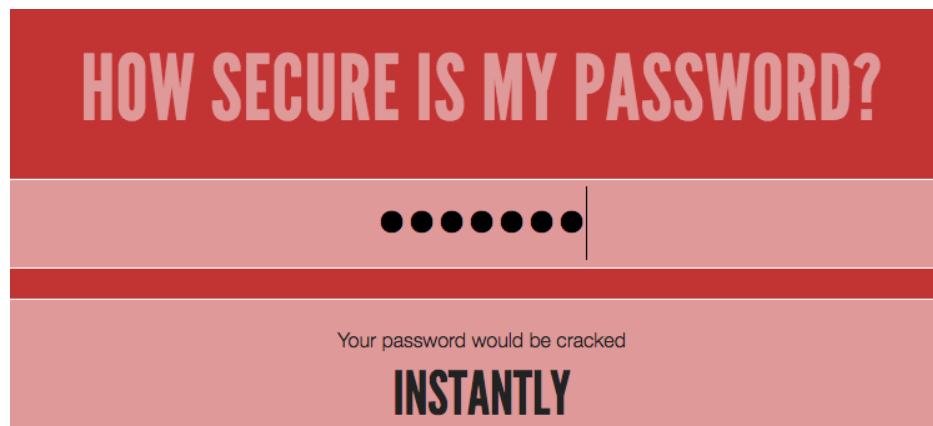 HOW SECURE IS MY PASSWORD?
●●●●●●●
Your password would be cracked
INSTANTLY